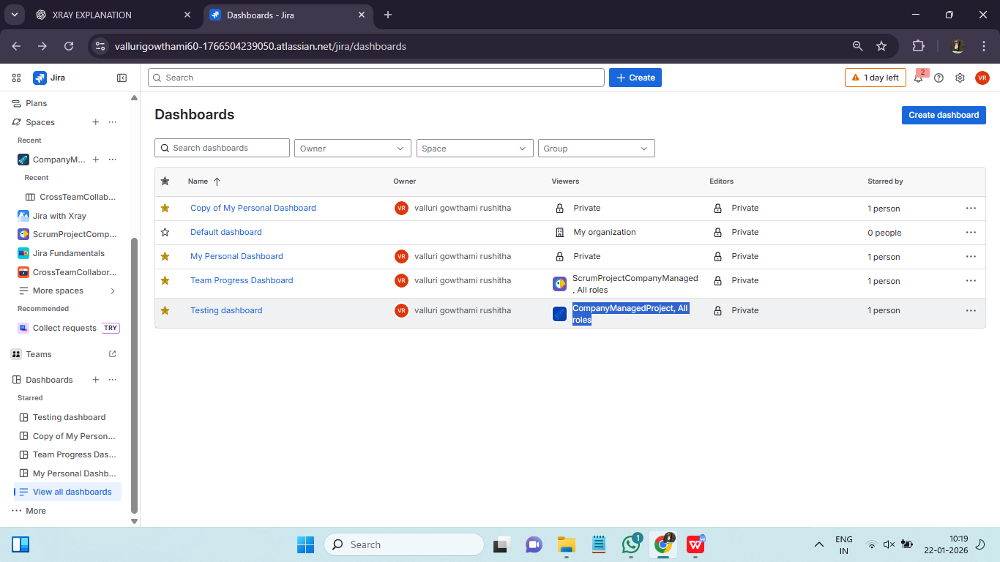 XRAY EXPLANATION
Dashboards - Jira
vallurigowthami60-1766504239050.atlassian.net/jira/dashboards
Jira
Search
Create
1 day left
2
VR
Plans
Spaces
Recent
CompanyM...
Recent
CrossTeamCollab...
Jira with Xray
ScrumProjectComp...
Jira Fundamentals
CrossTeamCollabor...
More spaces
Recommended
Collect requests TRY
Teams
Dashboards
Starred
Testing dashboard
Copy of My Person...
Team Progress Das...
My Personal Dashb...
View all dashboards
More
Dashboards
Create dashboard
Search dashboards Owner Space Group
Name Owner Viewers Editors Starred by
Copy of My Personal Dashboard VR valluri gowthami rushitha Private Private 1 person
Default dashboard My organization Private 0 people
My Personal Dashboard VR valluri gowthami rushitha Private Private 1 person
Team Progress Dashboard VR valluri gowthami rushitha ScrumProjectCompanyManaged Private 1 person
, All roles
Testing dashboard VR valluri gowthami rushitha CompanyManagedProject, All Private 1 person
roles
Search
1
W
ENG
IN
10:19
22-01-2026